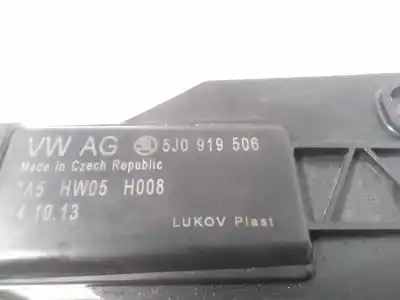 VW AG 5J0 919 506
Made in Czech Republic
HW05 H008
4.10.13
LUKOV Plast